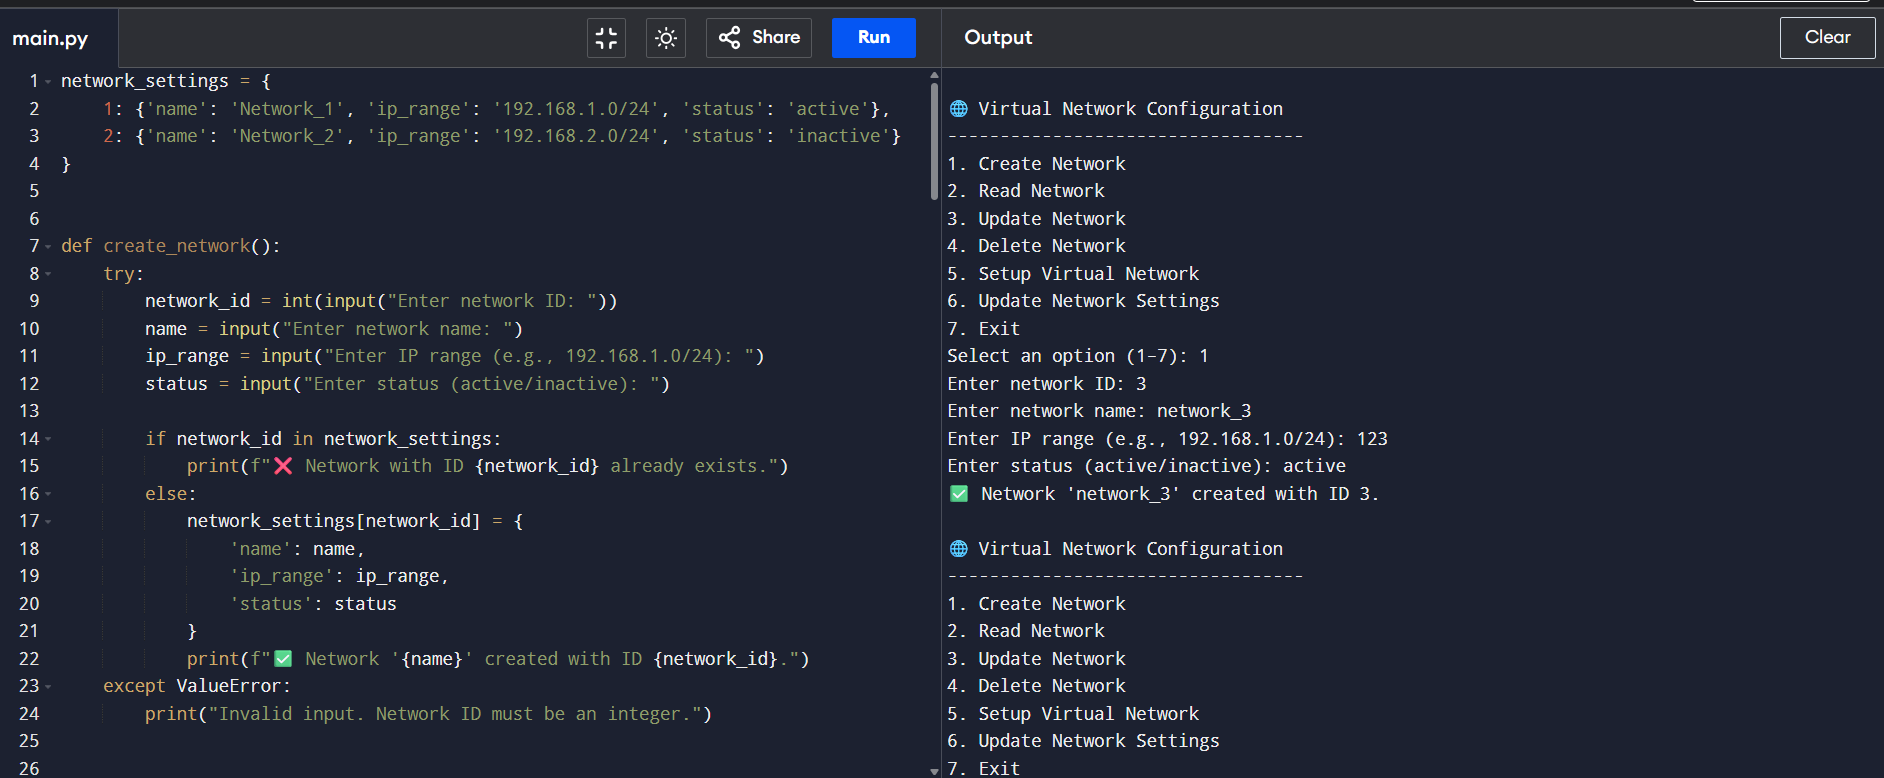 main.py
Share
Run
1 network_settings = {
2     1: {'name': 'Network_1', 'ip_range': '192.168.1.0/24', 'status': 'active'},
3     2: {'name': 'Network_2', 'ip_range': '192.168.2.0/24', 'status': 'inactive'}
4 }
5
6
7 def create_network():
8     try:
9         network_id = int(input("Enter network ID: "))
10         name = input("Enter network name: ")
11         ip_range = input("Enter IP range (e.g., 192.168.1.0/24): ")
12         status = input("Enter status (active/inactive): ")
13
14         if network_id in network_settings:
15             print(f"❌ Network with ID {network_id} already exists.")
16         else:
17             network_settings[network_id] = {
18                 'name': name,
19                 'ip_range': ip_range,
20                 'status': status
21             }
22             print(f"✅ Network '{name}' created with ID {network_id}.")
23     except ValueError:
24         print("Invalid input. Network ID must be an integer.")
25
26
Output
Clear
🌐 Virtual Network Configuration
----------------------------------
1. Create Network
2. Read Network
3. Update Network
4. Delete Network
5. Setup Virtual Network
6. Update Network Settings
7. Exit
Select an option (1-7): 1
Enter network ID: 3
Enter network name: network_3
Enter IP range (e.g., 192.168.1.0/24): 123
Enter status (active/inactive): active
✅ Network 'network_3' created with ID 3.
🌐 Virtual Network Configuration
----------------------------------
1. Create Network
2. Read Network
3. Update Network
4. Delete Network
5. Setup Virtual Network
6. Update Network Settings
7. Exit